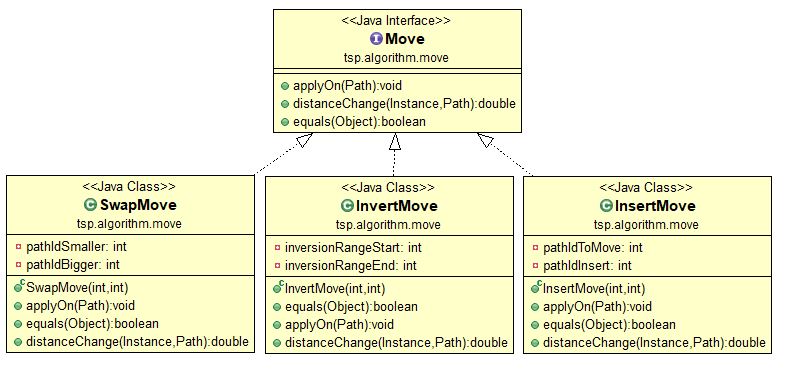 <<Java Interface>>
I Move
tsp.algorithm.move
applyOn(Path):void
distanceChange(Instance,Path):double
equals(Object):boolean
<<Java Class>>
C SwapMove
tsp.algorithm.move
pathIdSmaller: int
pathIdBigger: int
C SwapMove(int,int)
applyOn(Path):void
equals(Object):boolean
distanceChange(Instance,Path):double
<<Java Class>>
C InvertMove
tsp.algorithm.move
inversionRangeStart: int
inversionRangeEnd: int
C InvertMove(int,int)
equals(Object):boolean
applyOn(Path):void
distanceChange(Instance,Path):double
<<Java Class>>
C InsertMove
tsp.algorithm.move
pathIdToMove: int
pathIdInsert: int
C InsertMove(int,int)
applyOn(Path):void
equals(Object):boolean
distanceChange(Instance,Path):double